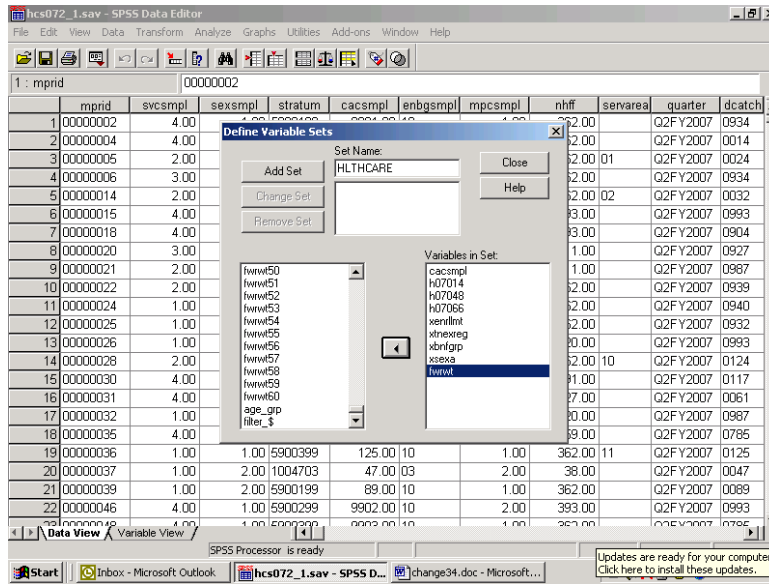 hcs072_1.sav - SPSS Data Editor
File Edit View Data Transform Analyze Graphs Utilities Add-ons Window Help
1 : mprid 00000002
mprid svcsmpl sexsmpl stratum cacsmpl enbgsmpl mpcsmpl nhff servarea quarter dcatch
1 00000002 4.00 Q2FY2007 0934
2 00000004 4.00 Q2FY2007 0014
3 00000005 2.00 01 Q2FY2007 0024
4 00000006 3.00 Q2FY2007 0934
5 00000014 2.00 02 Q2FY2007 0032
6 00000015 4.00 Q2FY2007 0993
7 00000018 4.00 Q2FY2007 0904
8 00000020 3.00 1.00 Q2FY2007 0927
9 00000021 2.00 1.00 Q2FY2007 0987
10 00000022 2.00 Q2FY2007 0939
11 00000024 1.00 Q2FY2007 0940
12 00000025 1.00 Q2FY2007 0932
13 00000026 1.00 Q2FY2007 0993
14 00000028 2.00 10 Q2FY2007 0124
15 00000030 4.00 Q2FY2007 0117
16 00000031 4.00 Q2FY2007 0061
17 00000032 1.00 Q2FY2007 0987
18 00000035 4.00 Q2FY2007 0785
19 00000036 1.00 1.00 5900399 125.00 10 1.00 362.00 11 Q2FY2007 0125
20 00000037 1.00 2.00 1004703 47.00 03 2.00 38.00 Q2FY2007 0047
21 00000039 1.00 2.00 5900199 89.00 10 1.00 362.00 Q2FY2007 0089
22 00000046 4.00 1.00 5900299 9902.00 10 2.00 393.00 Q2FY2007 0993
Define Variable Sets
Set Name:
Add Set HLTHCARE Close
Change Set Help
Remove Set
Variables in Set:
fwrwt50
fwrwt51
fwrwt52
fwrwt53
fwrwt54
fwrwt55
fwrwt56
fwrwt57
fwrwt58
fwrwt59
fwrwt60
age_grp
filter_$
cacsmpl
h07014
h07048
h07066
xenrllmt
xtnexreg
xbnfgrp
xsexa
fwrwt
Data View Variable View
SPSS Processor is ready
Updates are ready for your computer
Click here to install these updates.
Start Inbox - Microsoft Outlook hcs072_1.sav - SPSS D... change34.doc - Microsoft...